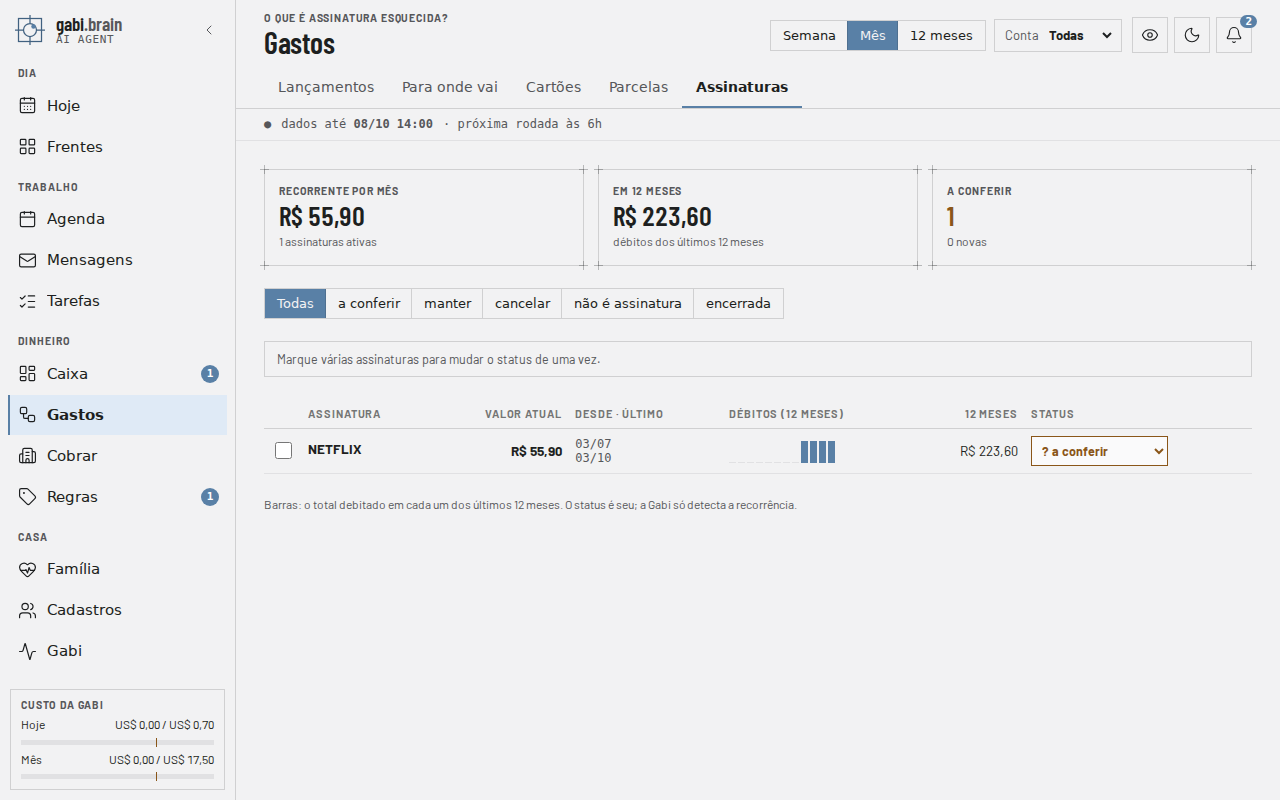 gabi.brain
AI AGENT
DIA
Hoje
Frentes
TRABALHO
Agenda
Mensagens
Tarefas
DINHEIRO
Caixa 1
Gastos
Cobrar
Regras 1
CASA
Família
Cadastros
Gabi
CUSTO DA GABI
Hoje US$ 0,00 / US$ 0,70
Mês US$ 0,00 / US$ 17,50
O QUE É ASSINATURA ESQUECIDA?
Gastos
Semana Mês 12 meses
Conta Todas
2
Lançamentos Para onde vai Cartões Parcelas Assinaturas
● dados até 08/10 14:00 · próxima rodada às 6h
RECORRENTE POR MÊS
R$ 55,90
1 assinaturas ativas
EM 12 MESES
R$ 223,60
débitos dos últimos 12 meses
A CONFERIR
1
0 novas
Todas a conferir manter cancelar não é assinatura encerrada
Marque várias assinaturas para mudar o status de uma vez.
ASSINATURA VALOR ATUAL DESDE · ÚLTIMO DÉBITOS (12 MESES) 12 MESES STATUS
NETFLIX R$ 55,90 03/07 R$ 223,60 ? a conferir
03/10
Barras: o total debitado em cada um dos últimos 12 meses. O status é seu; a Gabi só detecta a recorrência.